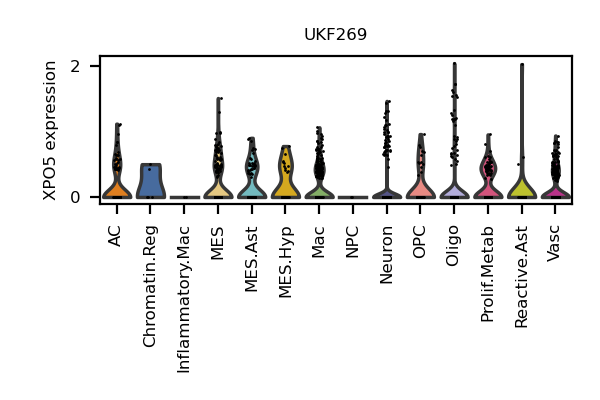 UKF269
XPO5 expression
2
0
AC
Chromatin.Reg
Inflammatory.Mac
MES
MES.Ast
MES.Hyp
Mac
NPC
Neuron
OPC
Oligo
Prolif.Metab
Reactive.Ast
Vasc